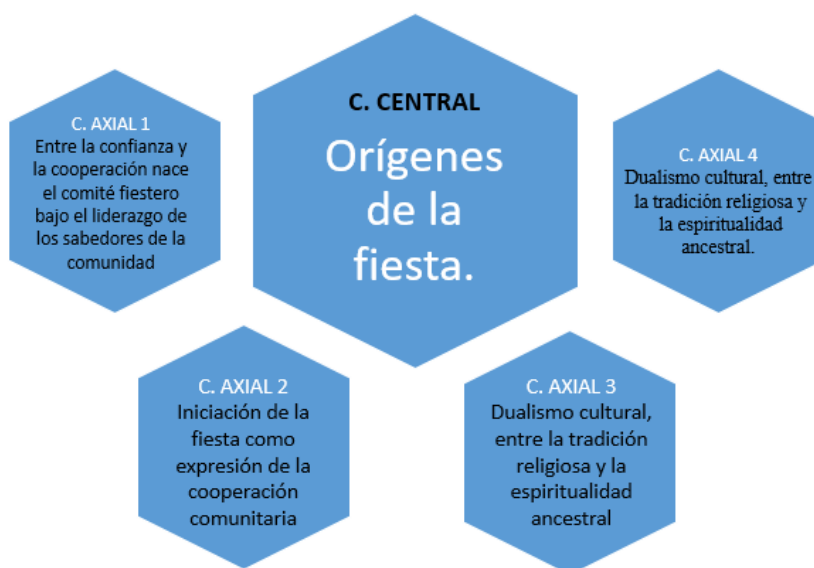 C. CENTRAL
Orígenes
de la
fiesta.
C. AXIAL 1
Entre la confianza y
la cooperación nace
el comité fiestero
bajo el liderazgo de
los sabedores de la
comunidad
C. AXIAL 4
Dualismo cultural, entre
la tradición religiosa y
la espiritualidad
ancestral.
C. AXIAL 2
Iniciación de la
fiesta como
expresión de la
cooperación
comunitaria
C. AXIAL 3
Dualismo cultural,
entre la tradición
religiosa y la
espiritualidad
ancestral